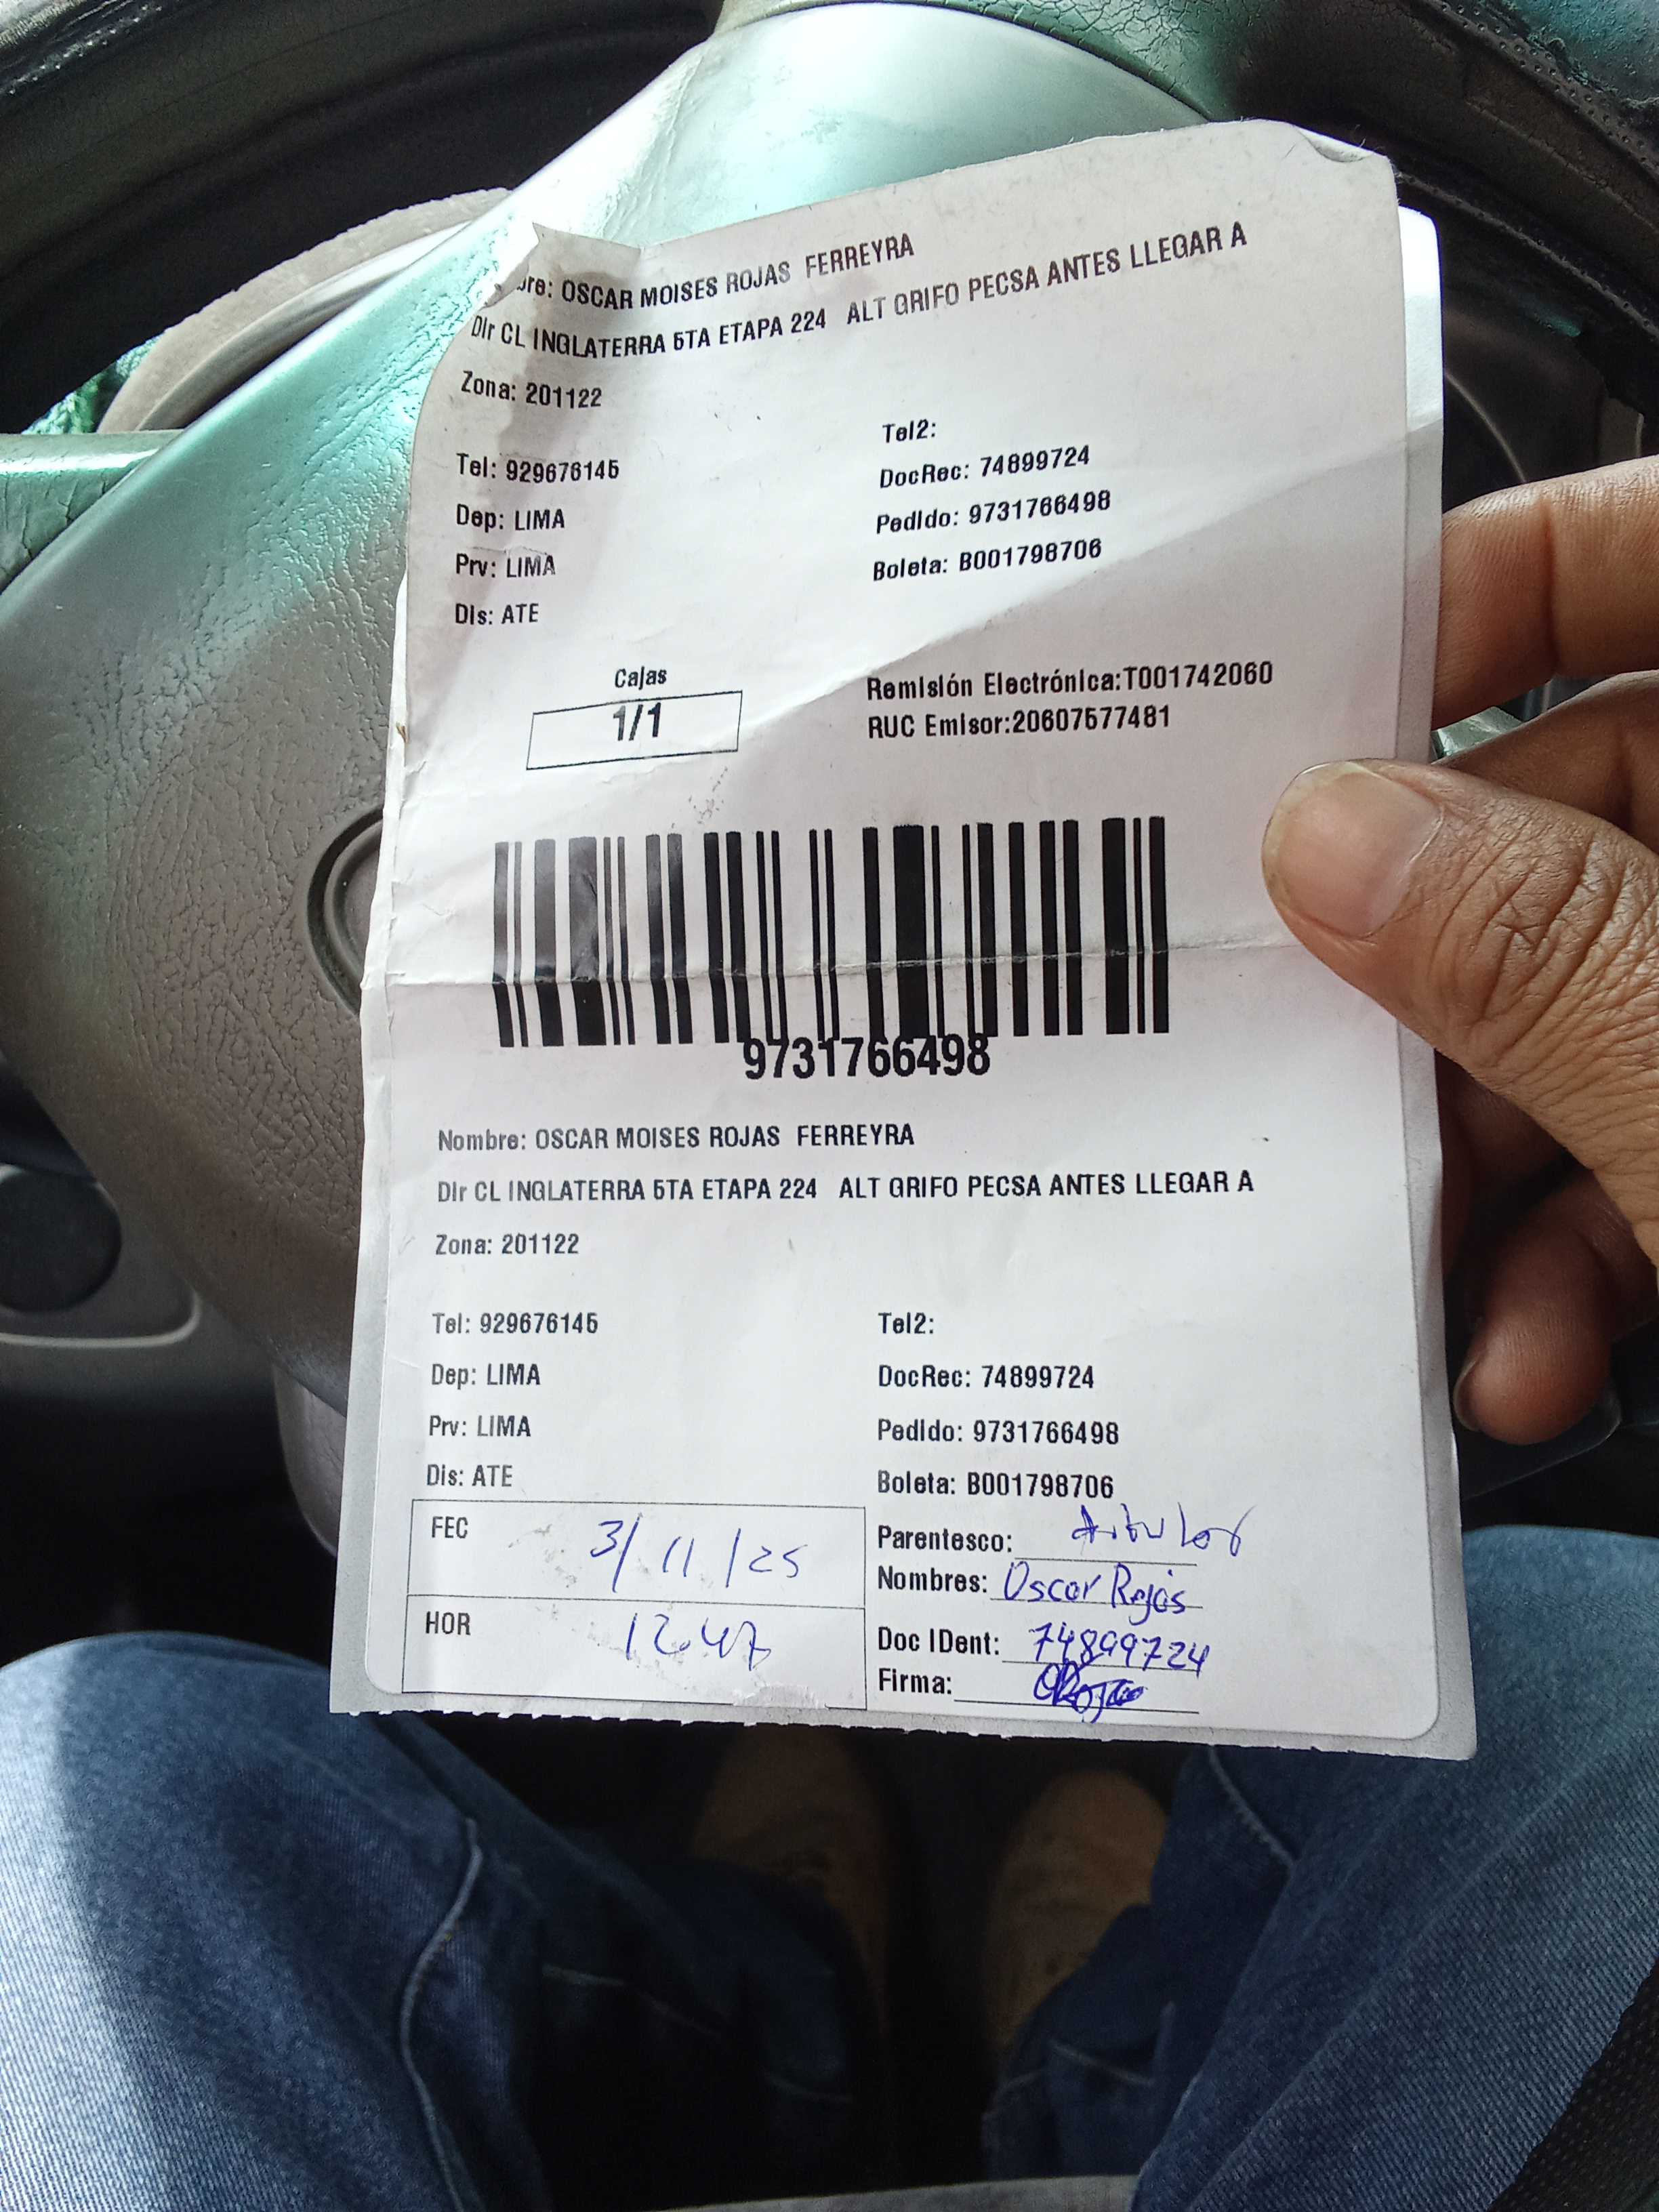 bre: OSCAR MOISES ROJAS FERREYRA
Dir CL INGLATERRA 5TA ETAPA 224 ALT GRIFO PECSA ANTES LLEGAR A
Zona: 201122
Tel2:
Tel: 929676145 DocRec: 74899724
Dep: LIMA Pedido: 9731766498
Prv: LIMA Boleta: B001798706
Dis: ATE
Cajas
1/1
Remisión Electrónica:T001742060
RUC Emisor:20607577481
9731766498
Nombre: OSCAR MOISES ROJAS FERREYRA
Dir CL INGLATERRA 5TA ETAPA 224 ALT GRIFO PECSA ANTES LLEGAR A
Zona: 201122
Tel: 929676145 Tel2:
Dep: LIMA DocRec: 74899724
Prv: LIMA Pedido: 9731766498
Dis: ATE Boleta: B001798706
FEC 3/11/25
HOR 12:47
Parentesco: titular
Nombres: Oscar Rojas
Doc IDent: 74899724
Firma: ORojas